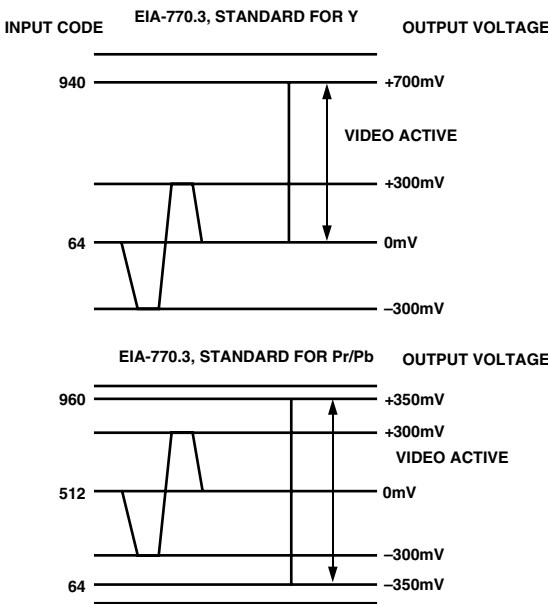 EIA-770.3, STANDARD FOR Y
INPUT CODE
OUTPUT VOLTAGE
940
+700mV
VIDEO ACTIVE
+300mV
64
0mV
–300mV
EIA-770.3, STANDARD FOR Pr/Pb
OUTPUT VOLTAGE
960
+350mV
+300mV
VIDEO ACTIVE
512
0mV
–300mV
64
–350mV